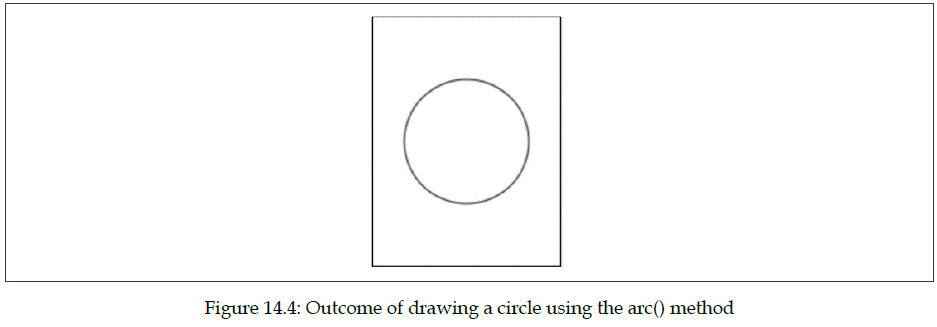 Figure 14.4: Outcome of drawing a circle using the arc() method